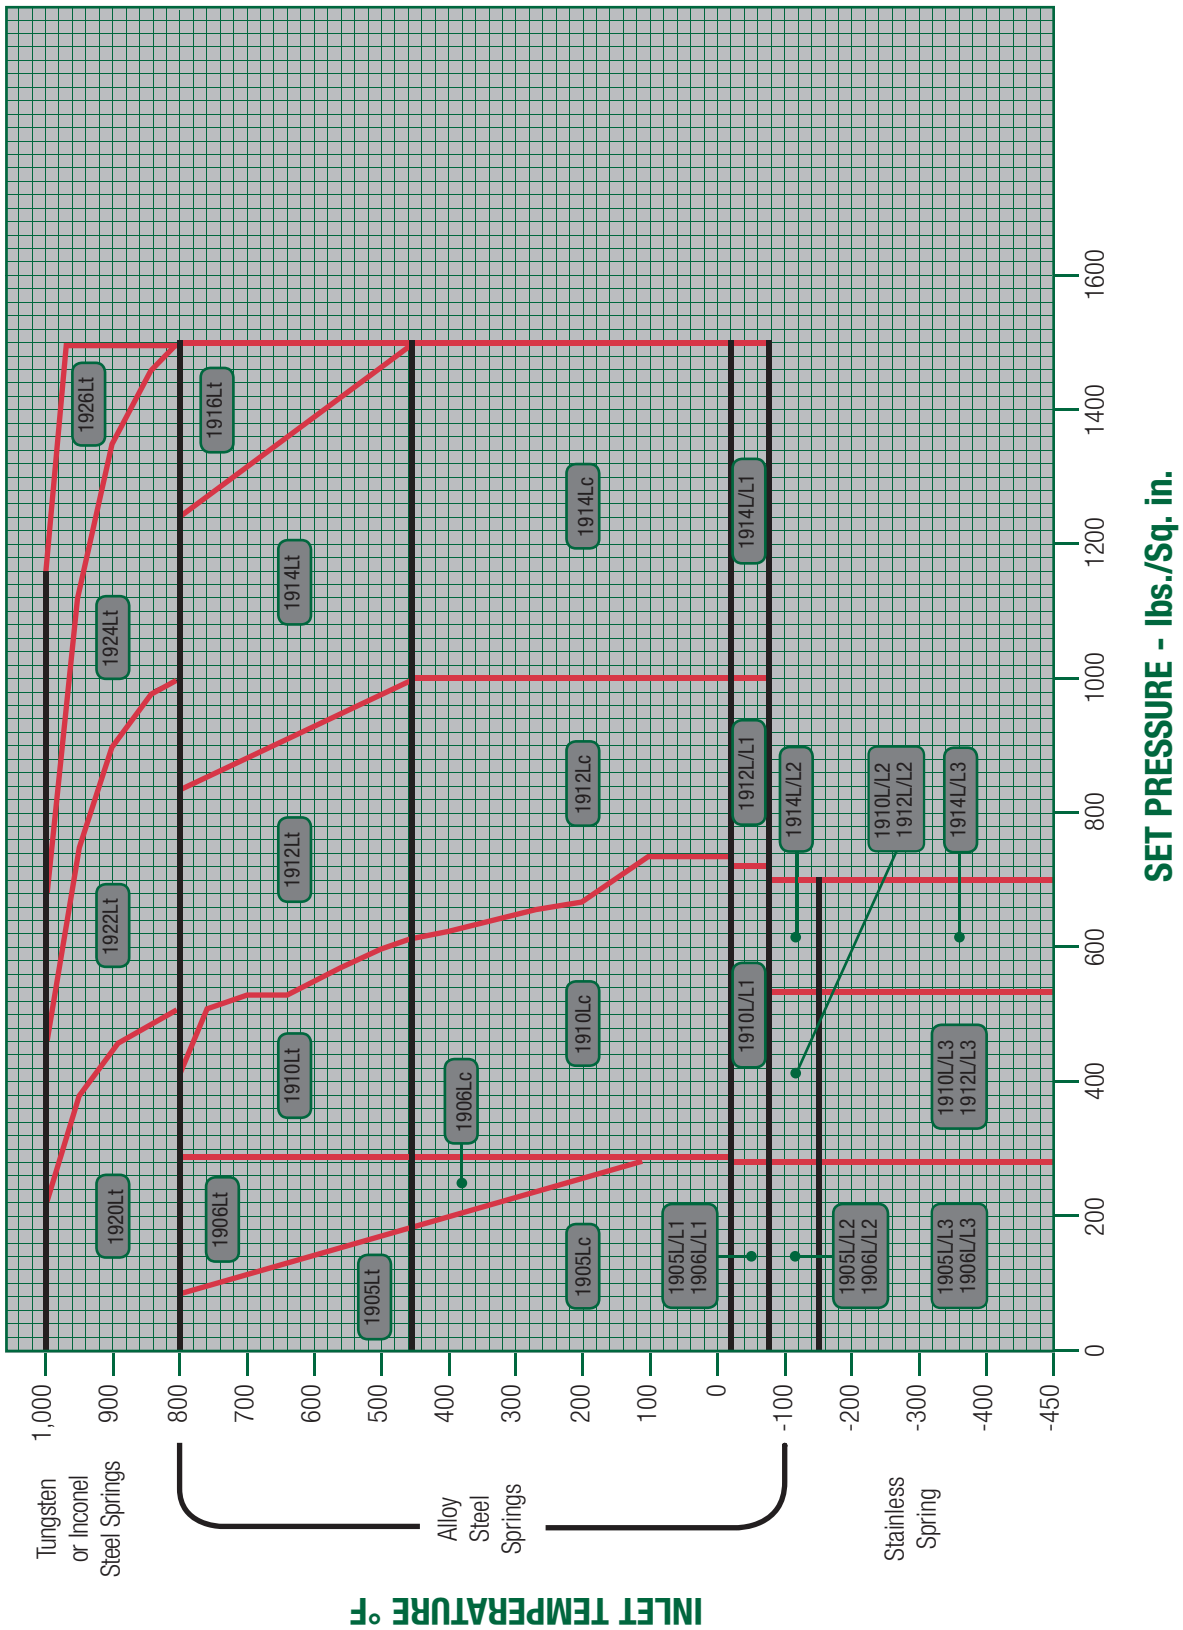 INLET TEMPERATURE °F
Tungsten
or Inconel
Steel Springs
Alloy
Steel
Springs
Stainless
Spring
1,000
900
800
700
600
500
400
300
200
100
0
-100
-200
-300
-400
-450
0
200
400
600
800
1000
1200
1400
1600
SET PRESSURE - lbs./Sq. in.
1920Lt
1922Lt
1924Lt
1926Lt
1905Lt
1906Lt
1910Lt
1912Lt
1914Lt
1916Lt
1905Lc
1906Lc
1910Lc
1912Lc
1914Lc
1905L/L1
1906L/L1
1910L/L1
1912L/L1
1914L/L1
1905L/L2
1906L/L2
1914L/L2
1910L/L2
1912L/L2
1905L/L3
1906L/L3
1910L/L3
1912L/L3
1914L/L3